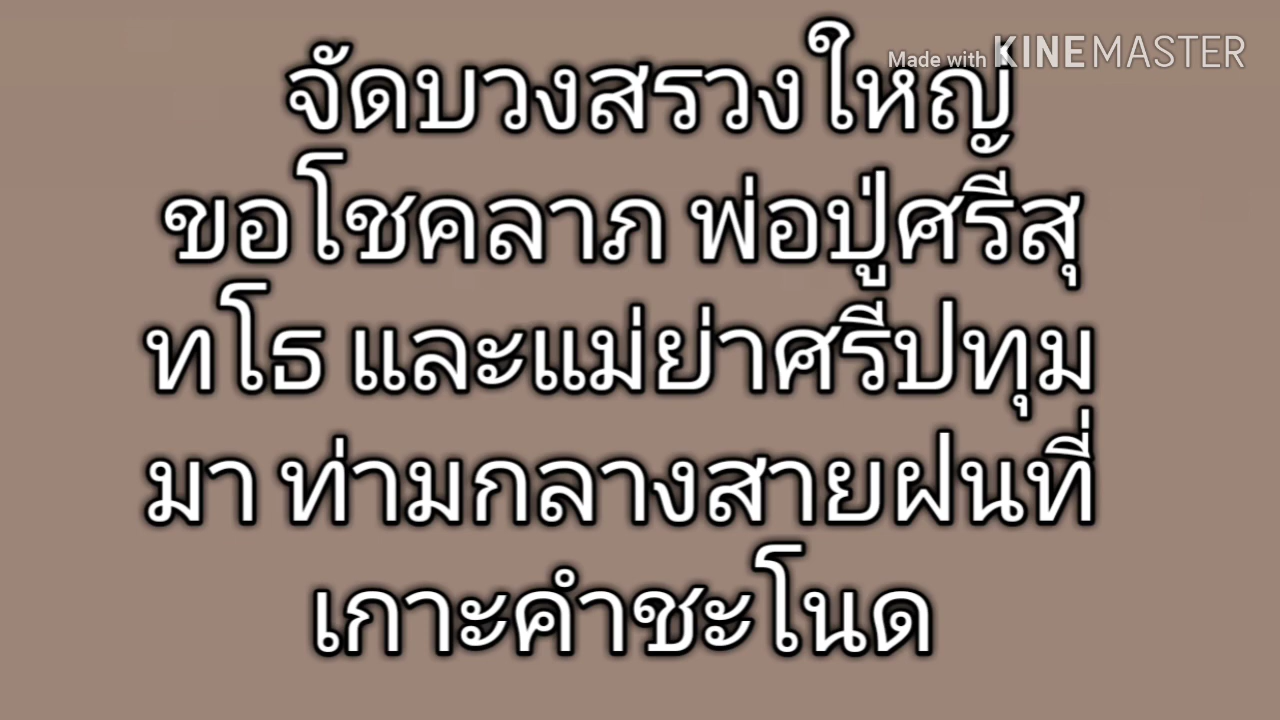 Made with KINEMASTER
จัดบวงสรวงใหญ่
ขอโชคลาภ พ่อปู่ศรีสุ
ทโธ และแม่ย่าศรีปทุม
มา ท่ามกลางสายฝนที่
เกาะคำชะโนด